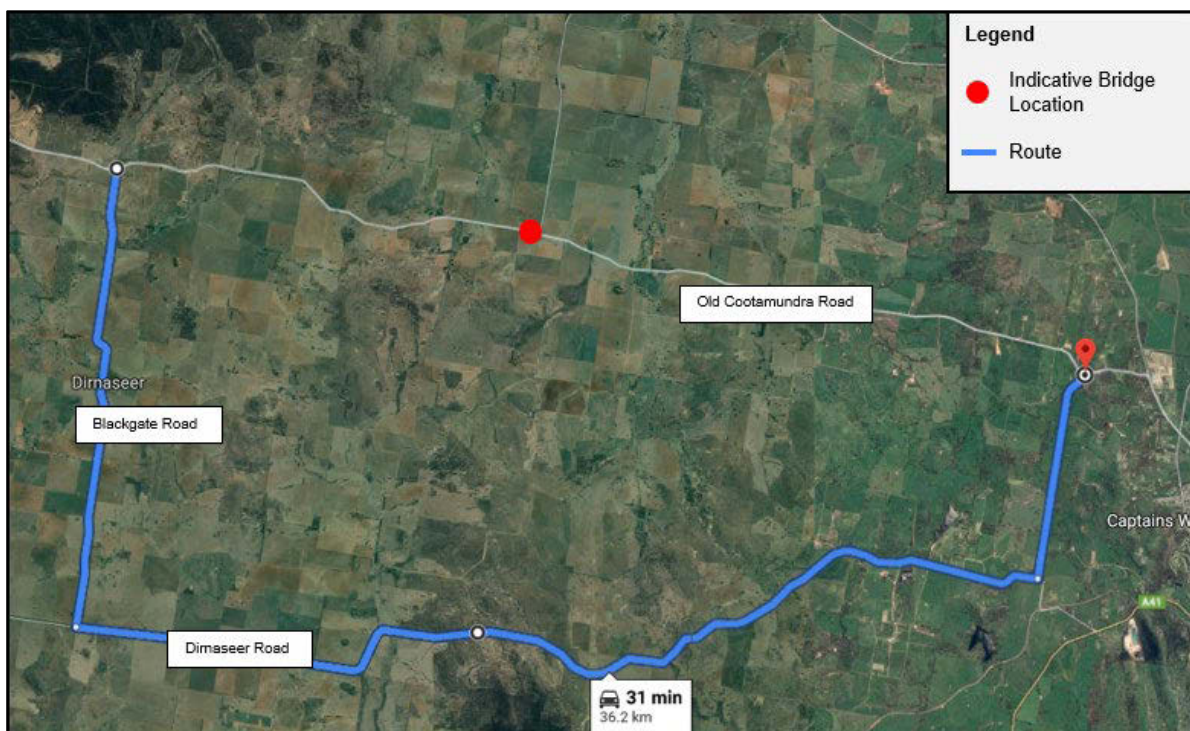 Legend
Indicative Bridge
Location
Route
Old Cootamundra Road
Dirnaseer
Blackgate Road
Captains W
A41
Dirnaseer Road
31 min
36.2 km